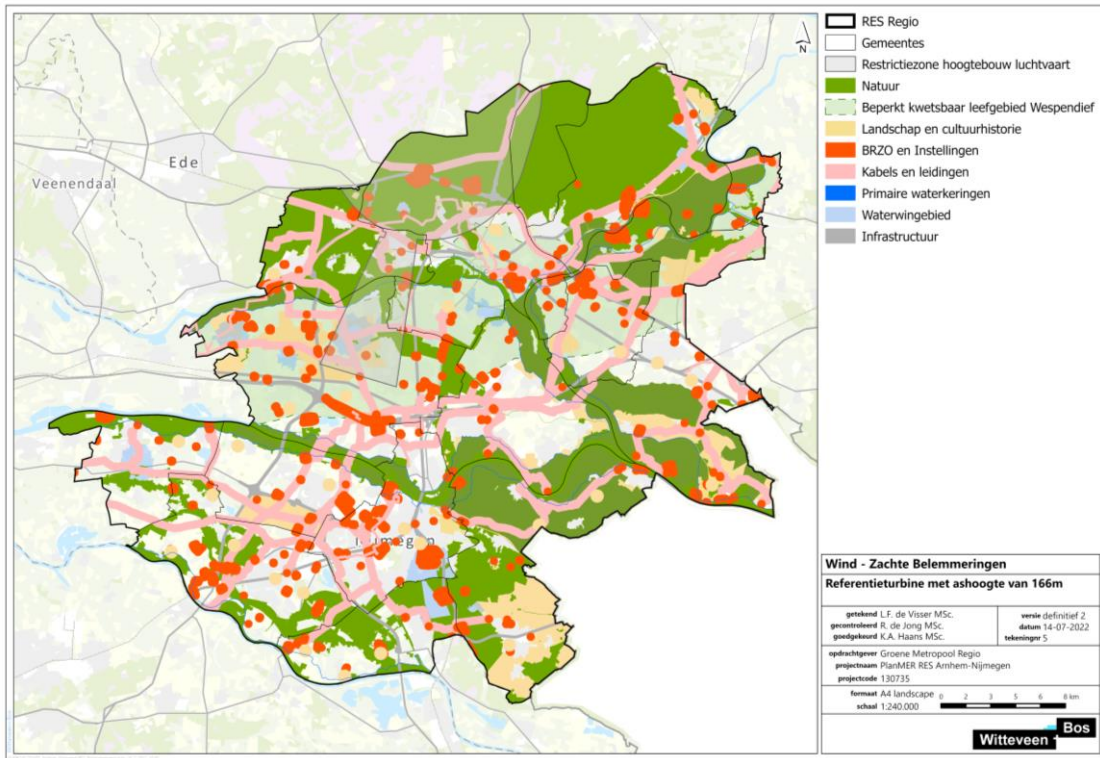 Ede
Veenendaal
N
RES Regio
Gemeentes
Restrictiezone hoogtebouw luchtvaart
Natuur
Beperkt kwetsbaar leefgebied Wespendief
Landschap en cultuurhistorie
BRZO en Instellingen
Kabels en leidingen
Primaire waterkeringen
Waterwingebied
Infrastructuur
Wind - Zachte Belemmeringen
Referentieturbine met ashoogte van 166m
getekend L.F. de Visser MSc.
gecontroleerd R. de Jong MSc.
goedgekeurd K.A. Haans MSc.
versie definitief 2
datum 14-07-2022
tekeningnr 5
opdrachtgever Groene Metropool Regio
projectnaam PlanMER RES Arnhem-Nijmegen
projectcode 130735
formaat A4 landscape
schaal 1:240.000
0 2 3 5 6 8 km
Witteveen + Bos